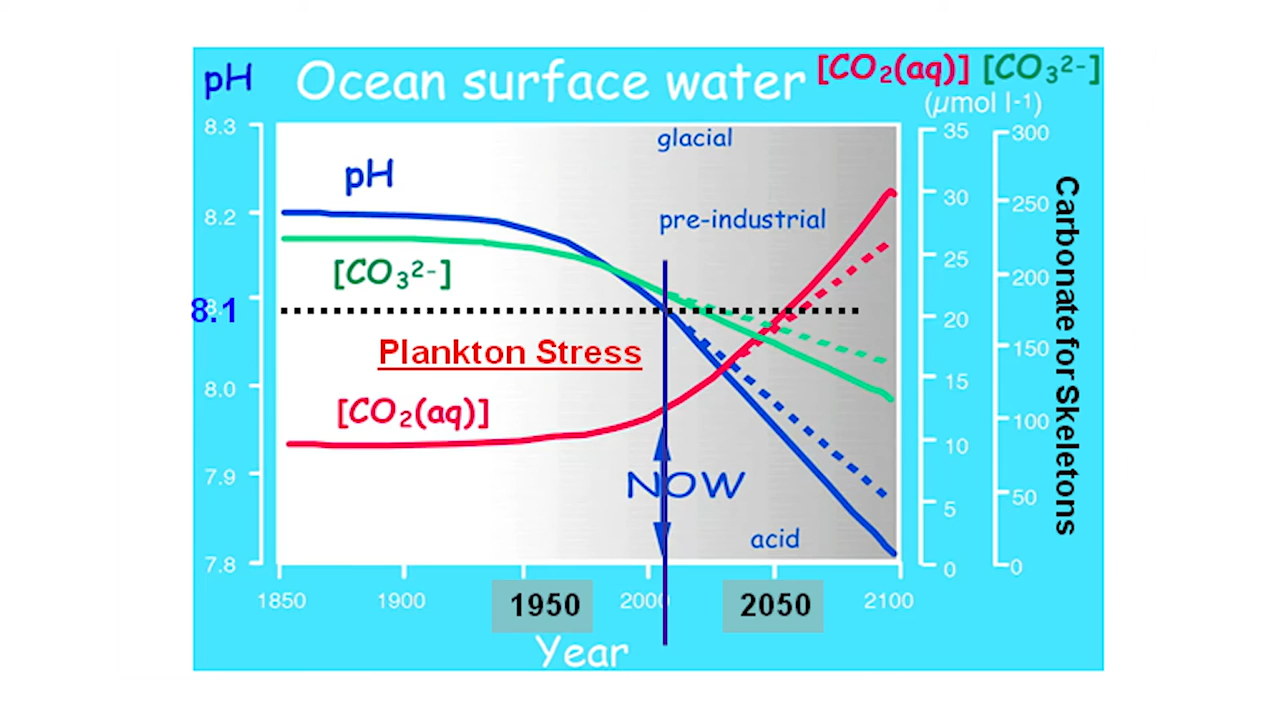 pH Ocean surface water [CO₂(aq)] [CO₃²⁻]
(µmol l⁻¹)
8.3
8.2
8.1
8.0
7.9
7.8
glacial
pH
pre-industrial
[CO₃²⁻]
Plankton Stress
[CO₂(aq)]
NOW
acid
35
30
25
20
15
10
5
0
300
250
200
150
100
50
0
Carbonate for Skeletons
1850 1900 1950 2000 2050 2100
Year